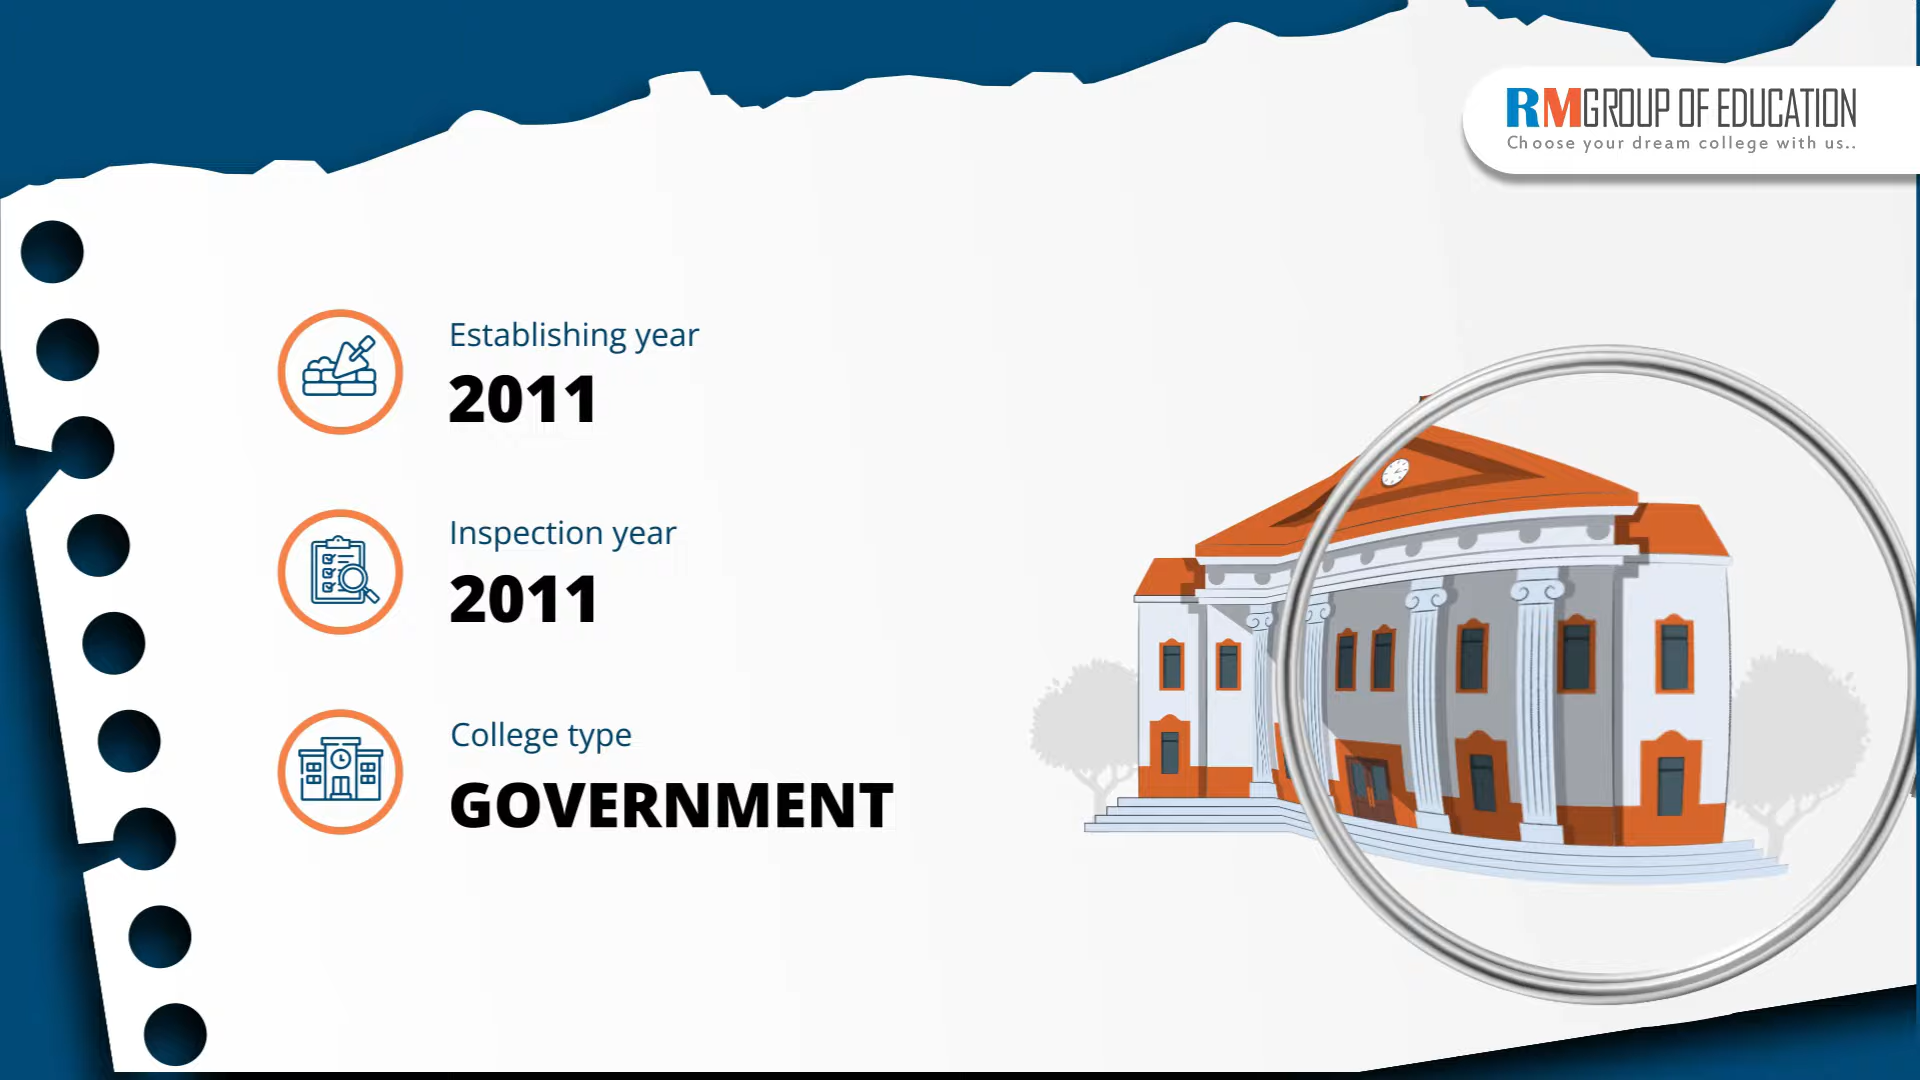 RMGROUP OF EDUCATION
Choose your dream college with us..
Establishing year
2011
Inspection year
2011
College type
GOVERNMENT